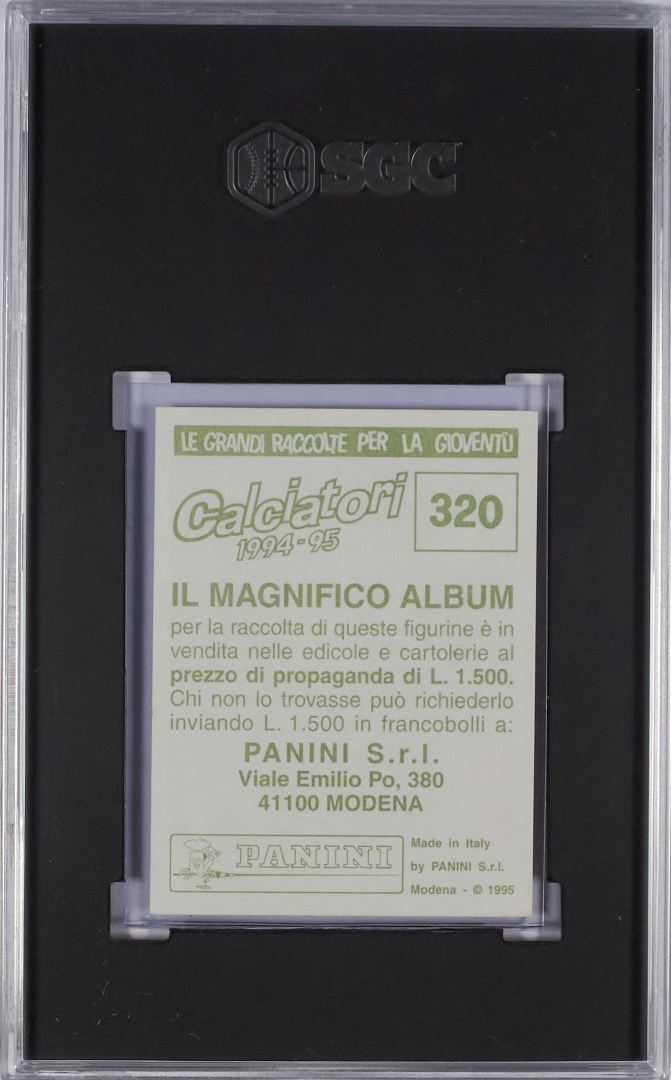 SGC
LE GRANDI RACCOLTE PER LA GIOVENTÙ
Calciatori
1994-95
320
IL MAGNIFICO ALBUM
per la raccolta di queste figurine è in
vendita nelle edicole e cartolerie al
prezzo di propaganda di L. 1.500.
Chi non lo trovasse può richiederlo
inviando L. 1.500 in francobolli a:
PANINI S.r.l.
Viale Emilio Po, 380
41100 MODENA
PANINI
Made in Italy
by PANINI S.r.l.
Modena - © 1995